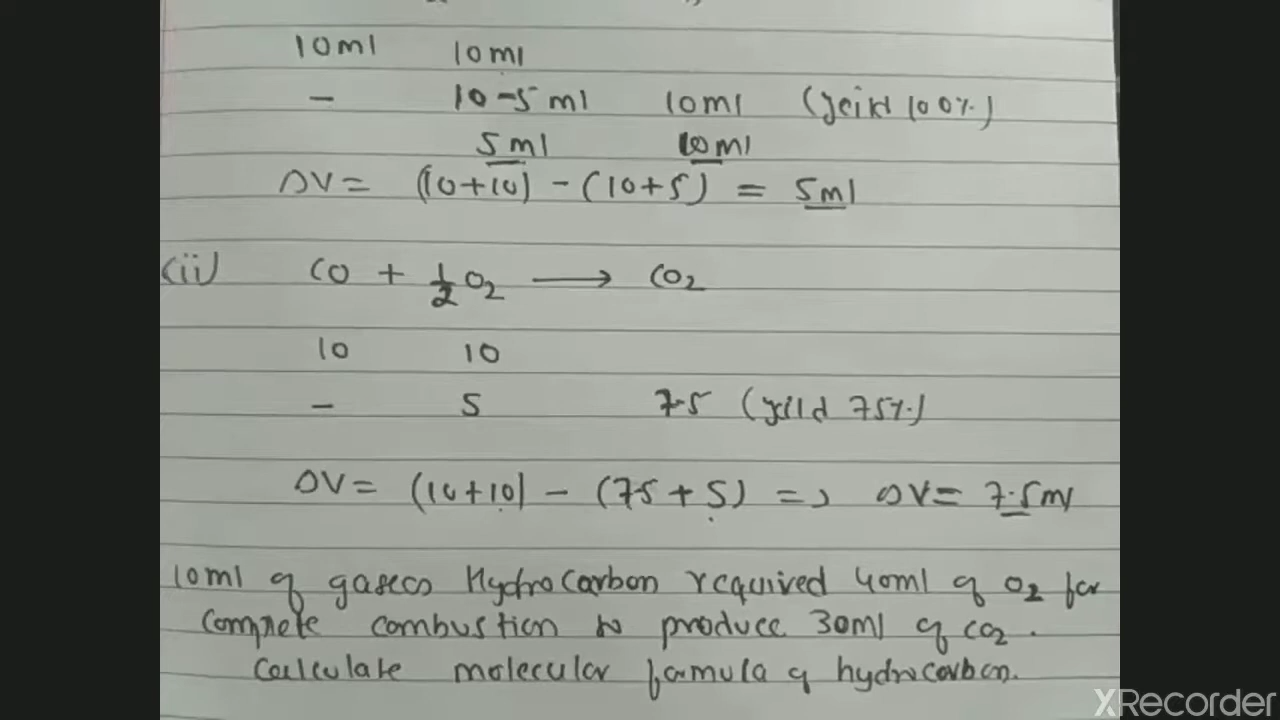 10ml 10ml
- 10-5 ml 10ml (yeild 100%)
5ml 10ml
ΔV = (10+10) - (10+5) = 5ml
(ii) CO + 1/2 O2 ⟶ CO2
10 10
- 5 7.5 (yeild 75%)
ΔV = (10+10) - (7.5 + 5) => ΔV = 7.5ml
10ml of gaseos Hydrocarbon required 40ml of O2 for
complete combustion to produce 30ml of CO2.
Calculate molecular formula of hydrocarbon.
XRecorder